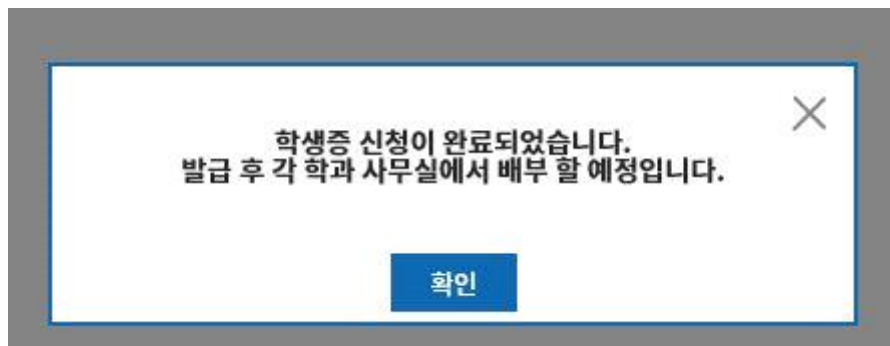 학생증 신청이 완료되었습니다.
발급 후 각 학과 사무실에서 배부 할 예정입니다.
확인